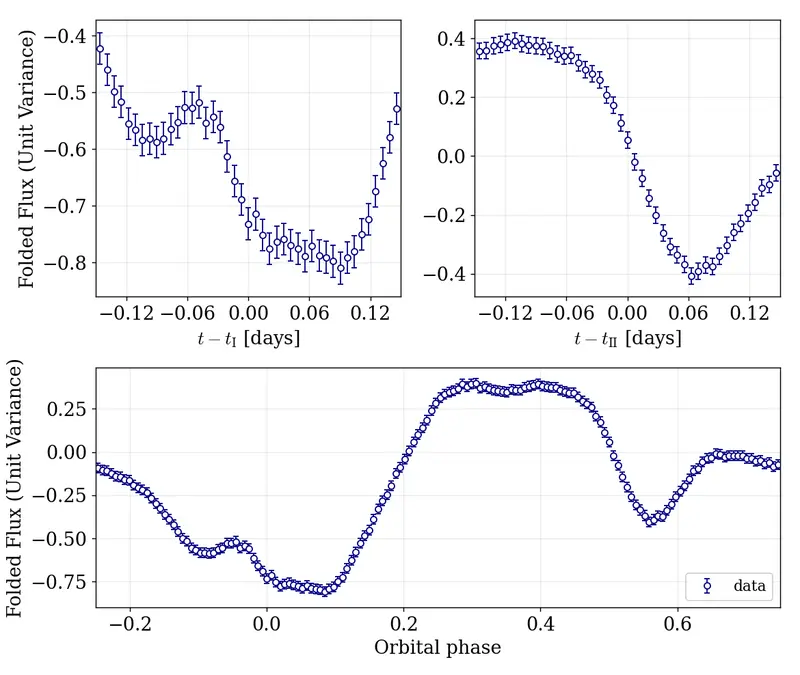 Folded Flux (Unit Variance)
−0.4
−0.5
−0.6
−0.7
−0.8
−0.12 −0.06 0.00 0.06 0.12
t − tI [days]
0.4
0.2
0.0
−0.2
−0.4
−0.12 −0.06 0.00 0.06 0.12
t − tII [days]
Folded Flux (Unit Variance)
0.25
0.00
−0.25
−0.50
−0.75
−0.2 0.0 0.2 0.4 0.6
Orbital phase
data